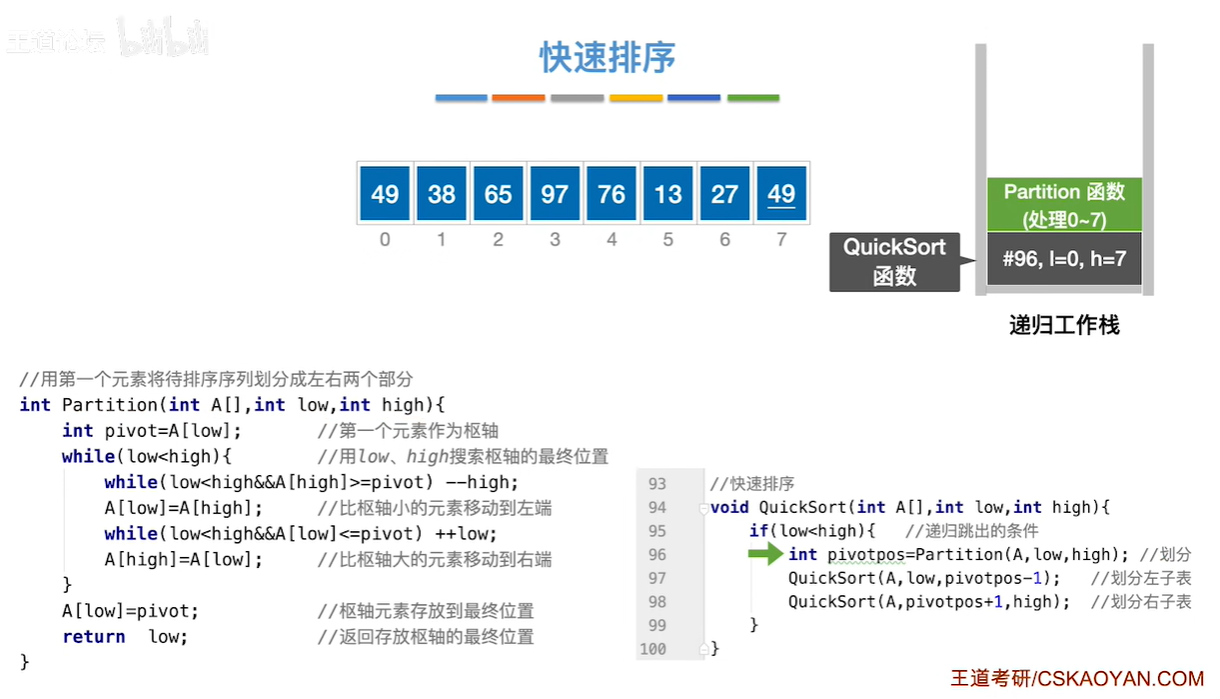 王道论坛 bilibili
快速排序
49 38 65 97 76 13 27 49
0 1 2 3 4 5 6 7
Partition 函数
(处理0~7)
QuickSort
函数
#96, l=0, h=7
递归工作栈
//用第一个元素将待排序序列划分成左右两个部分
int Partition(int A[],int low,int high){
int pivot=A[low]; //第一个元素作为枢轴
while(low<high){ //用low、high搜索枢轴的最终位置
while(low<high&&A[high]>=pivot) --high;
A[low]=A[high]; //比枢轴小的元素移动到左端
while(low<high&&A[low]<=pivot) ++low;
A[high]=A[low]; //比枢轴大的元素移动到右端
}
A[low]=pivot; //枢轴元素存放到最终位置
return low; //返回存放枢轴的最终位置
}
93 //快速排序
94 void QuickSort(int A[],int low,int high){
95 if(low<high){ //递归跳出的条件
96 int pivotpos=Partition(A,low,high); //划分
97 QuickSort(A,low,pivotpos-1); //划分左子表
98 QuickSort(A,pivotpos+1,high); //划分右子表
99 }
100 }
王道考研/CSKAOYAN.COM